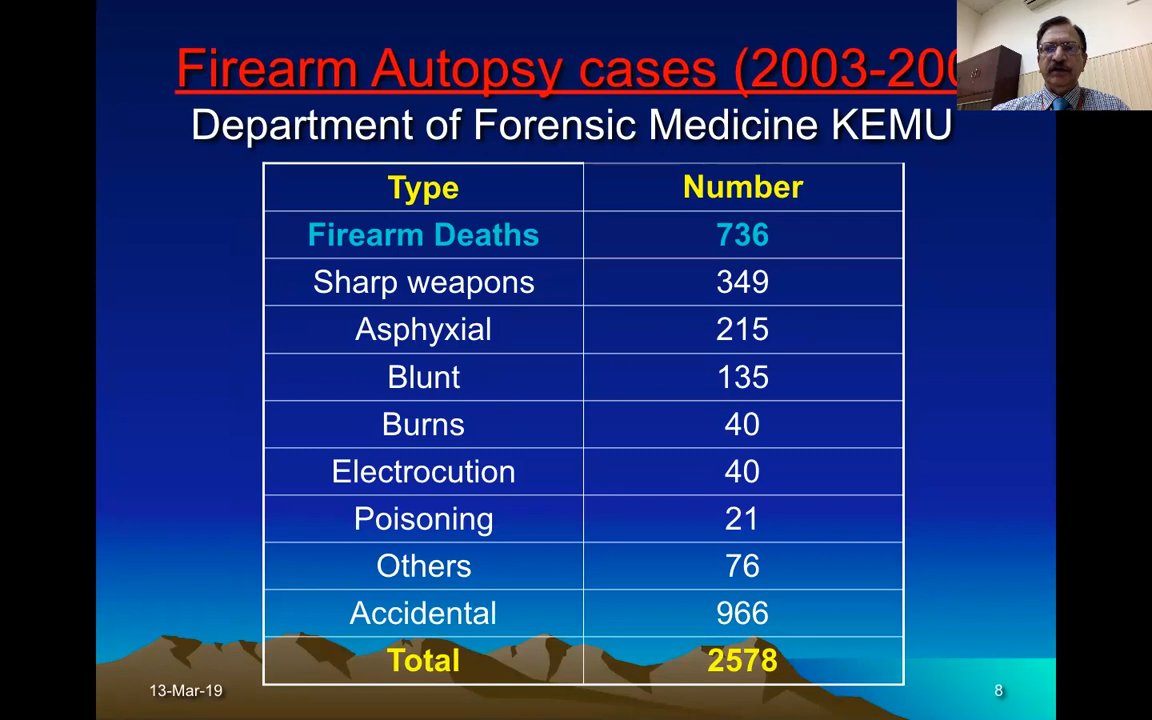 Firearm Autopsy cases (2003-200
Department of Forensic Medicine KEMU
Type Number
Firearm Deaths 736
Sharp weapons 349
Asphyxial 215
Blunt 135
Burns 40
Electrocution 40
Poisoning 21
Others 76
Accidental 966
Total 2578
13-Mar-19 8